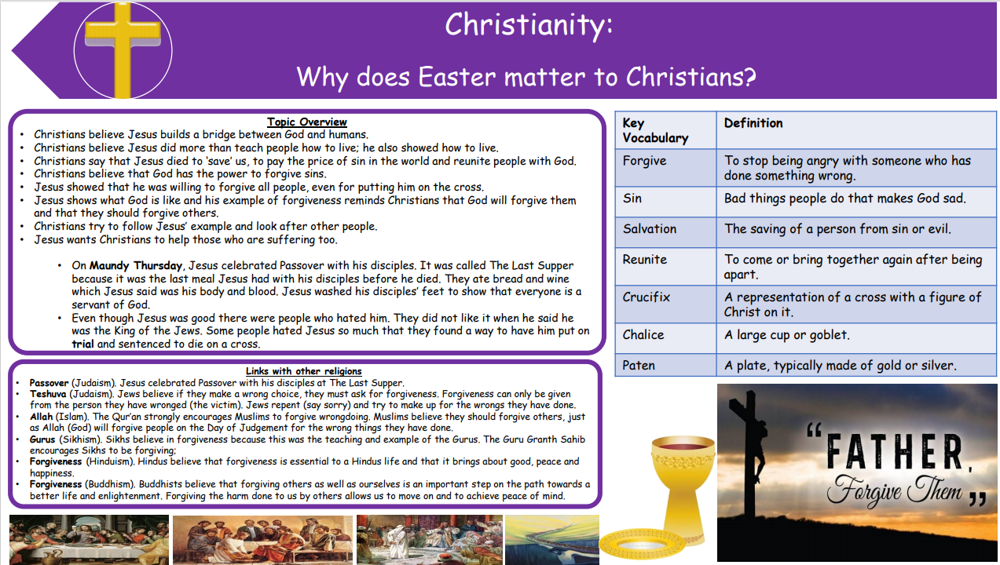 Christianity:
Why does Easter matter to Christians?
Topic Overview
• Christians believe Jesus builds a bridge between God and humans.
• Christians believe Jesus did more than teach people how to live; he also showed how to live.
• Christians say that Jesus died to ‘save’ us, to pay the price of sin in the world and reunite people with God.
• Christians believe that God has the power to forgive sins.
• Jesus showed that he was willing to forgive all people, even for putting him on the cross.
• Jesus shows what God is like and his example of forgiveness reminds Christians that God will forgive them
and that they should forgive others.
• Christians try to follow Jesus’ example and look after other people.
• Jesus wants Christians to help those who are suffering too.
• On Maundy Thursday, Jesus celebrated Passover with his disciples. It was called The Last Supper
because it was the last meal Jesus had with his disciples before he died. They ate bread and wine
which Jesus said was his body and blood. Jesus washed his disciples’ feet to show that everyone is a
servant of God.
• Even though Jesus was good there were people who hated him. They did not like it when he said he
was the King of the Jews. Some people hated Jesus so much that they found a way to have him put on
trial and sentenced to die on a cross.
Links with other religions
• Passover (Judaism). Jesus celebrated Passover with his disciples at The Last Supper.
• Teshuva (Judaism). Jews believe if they make a wrong choice, they must ask for forgiveness. Forgiveness can only be given
from the person they have wronged (the victim). Jews repent (say sorry) and try to make up for the wrongs they have done.
• Allah (Islam). The Qur’an strongly encourages Muslims to forgive wrongdoing. Muslims believe they should forgive others, just
as Allah (God) will forgive people on the Day of Judgement for the wrong things they have done.
• Gurus (Sikhism). Sikhs believe in forgiveness because this was the teaching and example of the Gurus. The Guru Granth Sahib
encourages Sikhs to be forgiving;
• Forgiveness (Hinduism). Hindus believe that forgiveness is essential to a Hindus life and that it brings about good, peace and
happiness.
• Forgiveness (Buddhism). Buddhists believe that forgiving others as well as ourselves is an important step on the path towards a
better life and enlightenment. Forgiving the harm done to us by others allows us to move on and to achieve peace of mind.
Key Definition
Vocabulary
Forgive To stop being angry with someone who has
done something wrong.
Sin Bad things people do that makes God sad.
Salvation The saving of a person from sin or evil.
Reunite To come or bring together again after being
apart.
Crucifix A representation of a cross with a figure of
Christ on it.
Chalice A large cup or goblet.
Paten A plate, typically made of gold or silver.
“FATHER,
Forgive Them”